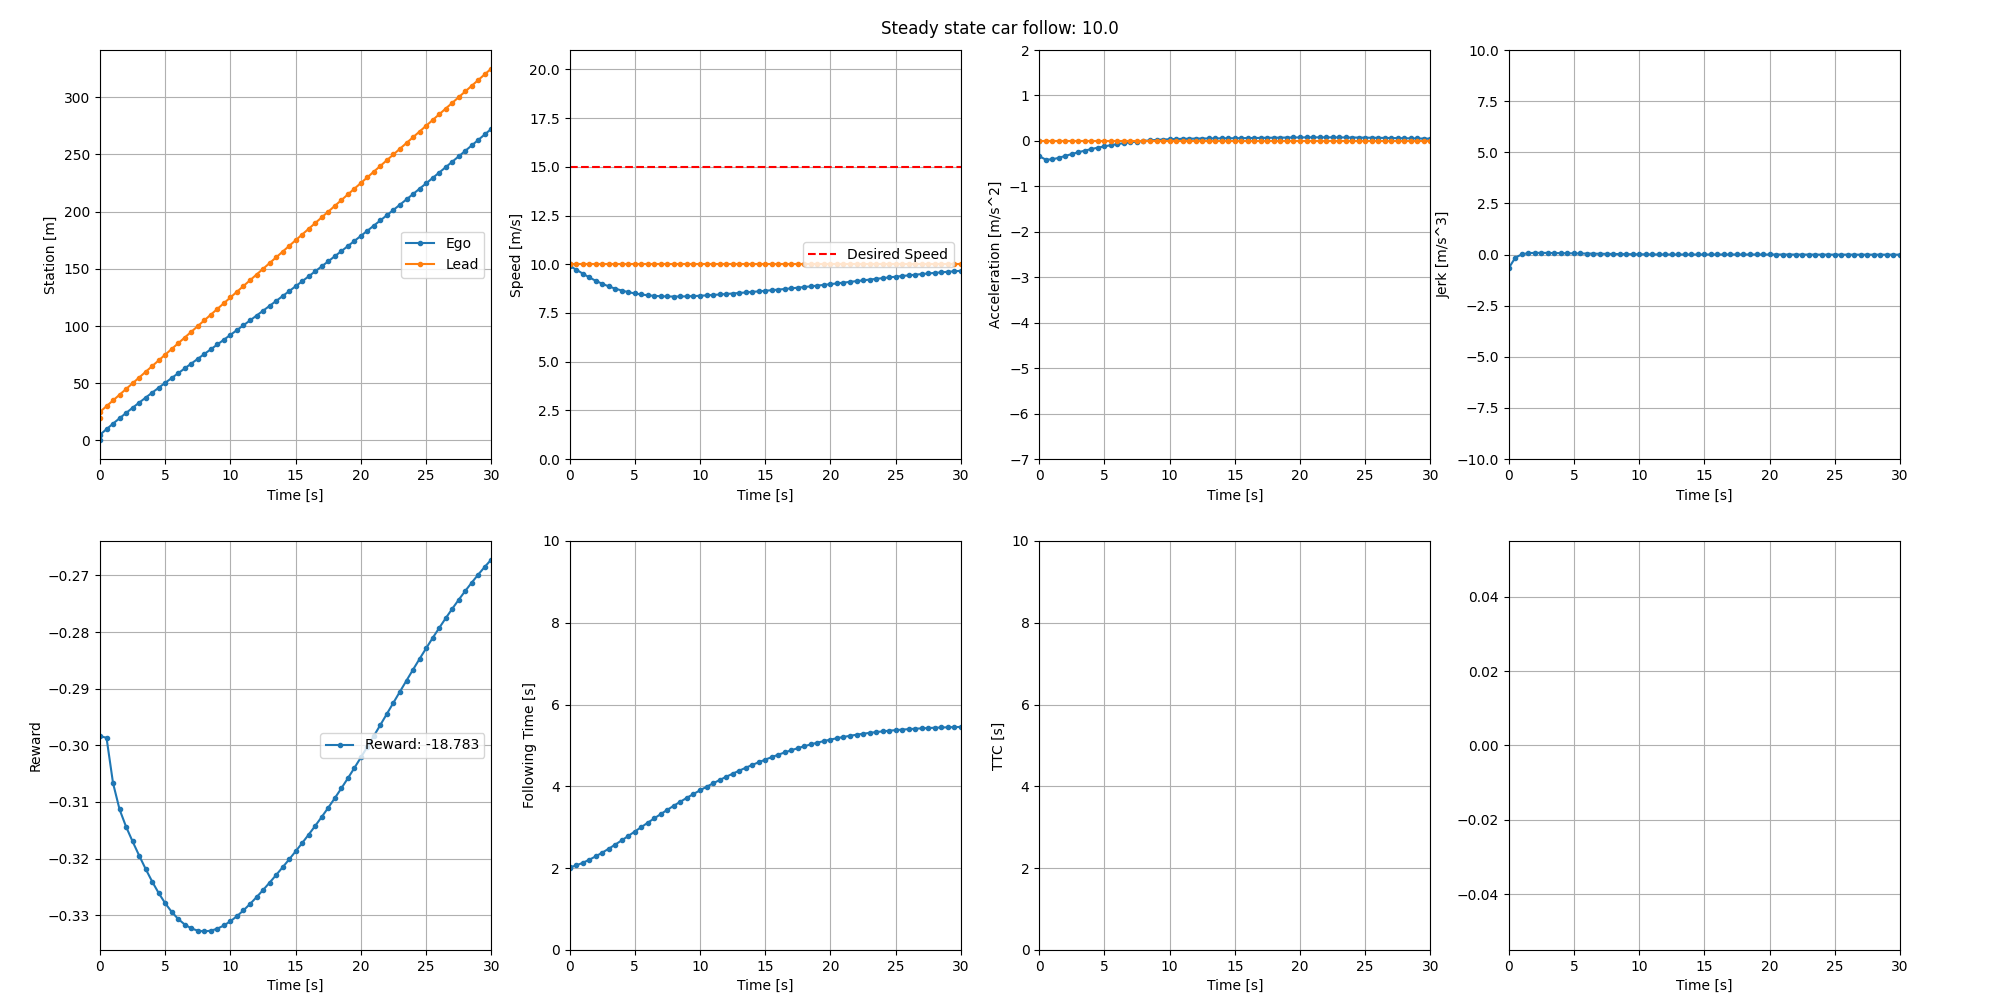 Steady state car follow: 10.0
Station [m]
300
250
200
150
100
50
0
Ego
Lead
0 5 10 15 20 25 30
Time [s]
Speed [m/s]
20.0
17.5
15.0
12.5
10.0
7.5
5.0
2.5
0.0
Desired Speed
0 5 10 15 20 25 30
Time [s]
Acceleration [m/s^2]
2
1
0
−1
−2
−3
−4
−5
−6
−7
0 5 10 15 20 25 30
Time [s]
Jerk [m/s^3]
10.0
7.5
5.0
2.5
0.0
−2.5
−5.0
−7.5
−10.0
0 5 10 15 20 25 30
Time [s]
Reward
−0.27
−0.28
−0.29
−0.30
−0.31
−0.32
−0.33
Reward: -18.783
0 5 10 15 20 25 30
Time [s]
Following Time [s]
10
8
6
4
2
0
0 5 10 15 20 25 30
Time [s]
TTC [s]
10
8
6
4
2
0
0 5 10 15 20 25 30
Time [s]
0.04
0.02
0.00
−0.02
−0.04
0 5 10 15 20 25 30
Time [s]